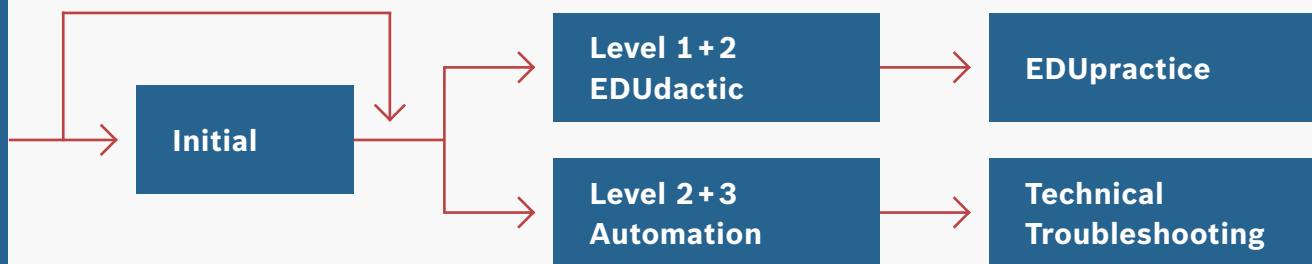 Initial
Level 1+2
EDUdactic
EDUpractice
Level 2+3
Automation
Technical
Troubleshooting